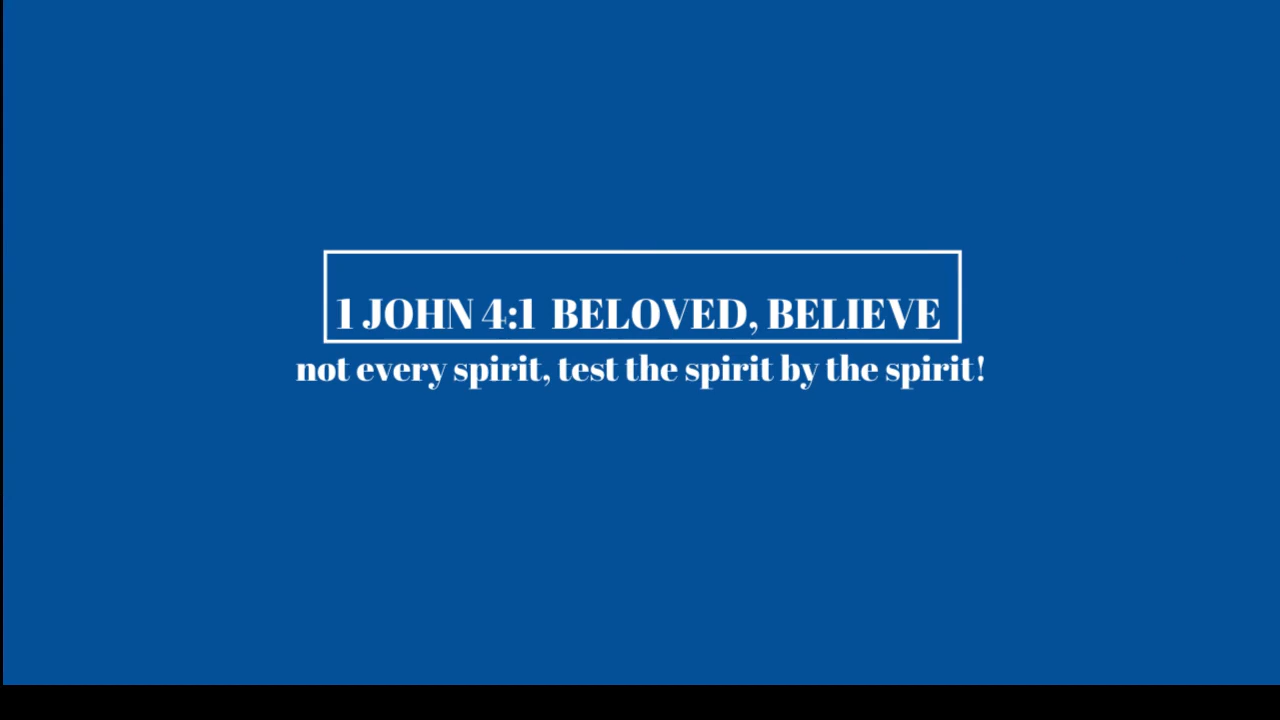 1 JOHN 4:1 BELOVED, BELIEVE
not every spirit, test the spirit by the spirit!